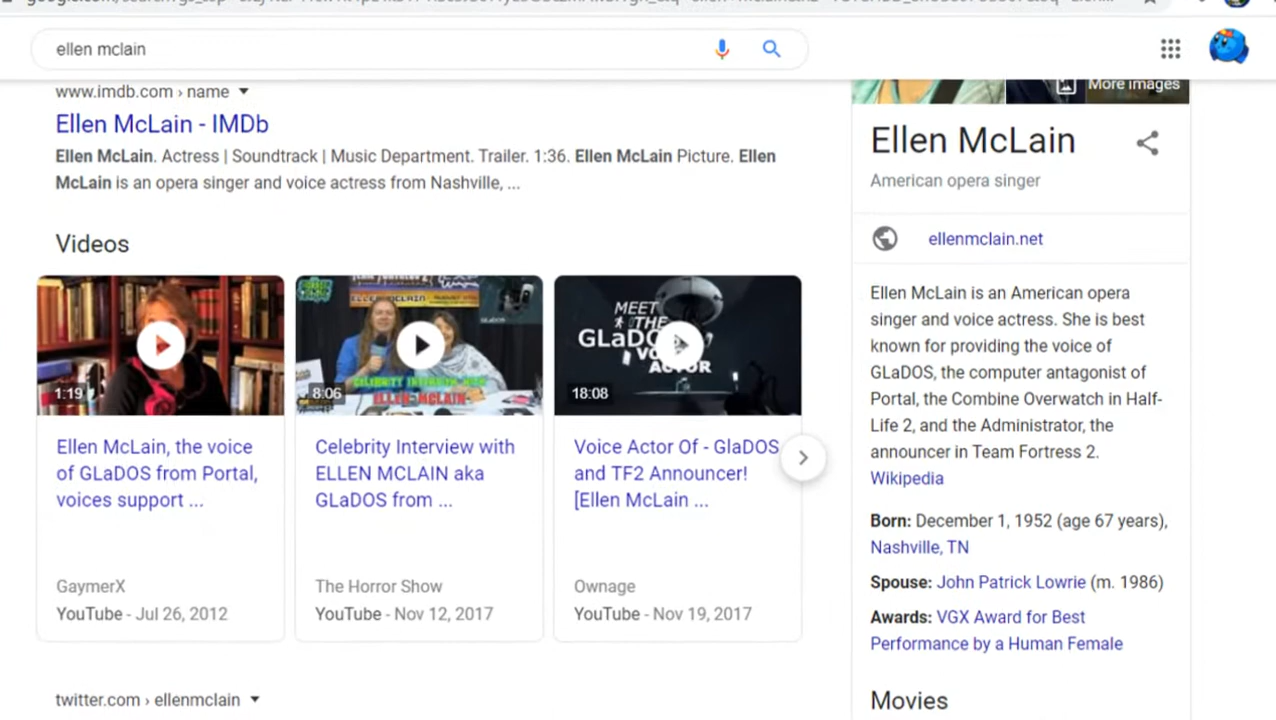 ellen mclain
www.imdb.com › name
Ellen McLain - IMDb
Ellen McLain. Actress | Soundtrack | Music Department. Trailer. 1:36. Ellen McLain Picture. Ellen
McLain is an opera singer and voice actress from Nashville, ...
Videos
1:19
8:06
ELLEN MCLAIN
MEET
THE
18:08
Ellen McLain, the voice
of GLaDOS from Portal,
voices support ...
GaymerX
YouTube - Jul 26, 2012
Celebrity Interview with
ELLEN MCLAIN aka
GLaDOS from ...
The Horror Show
YouTube - Nov 12, 2017
Voice Actor Of - GlaDOS
and TF2 Announcer!
[Ellen McLain ...
Ownage
YouTube - Nov 19, 2017
twitter.com › ellenmclain
More images
Ellen McLain
American opera singer
ellenmclain.net
Ellen McLain is an American opera
singer and voice actress. She is best
known for providing the voice of
GLaDOS, the computer antagonist of
Portal, the Combine Overwatch in Half-
Life 2, and the Administrator, the
announcer in Team Fortress 2.
Wikipedia
Born: December 1, 1952 (age 67 years),
Nashville, TN
Spouse: John Patrick Lowrie (m. 1986)
Awards: VGX Award for Best
Performance by a Human Female
Movies